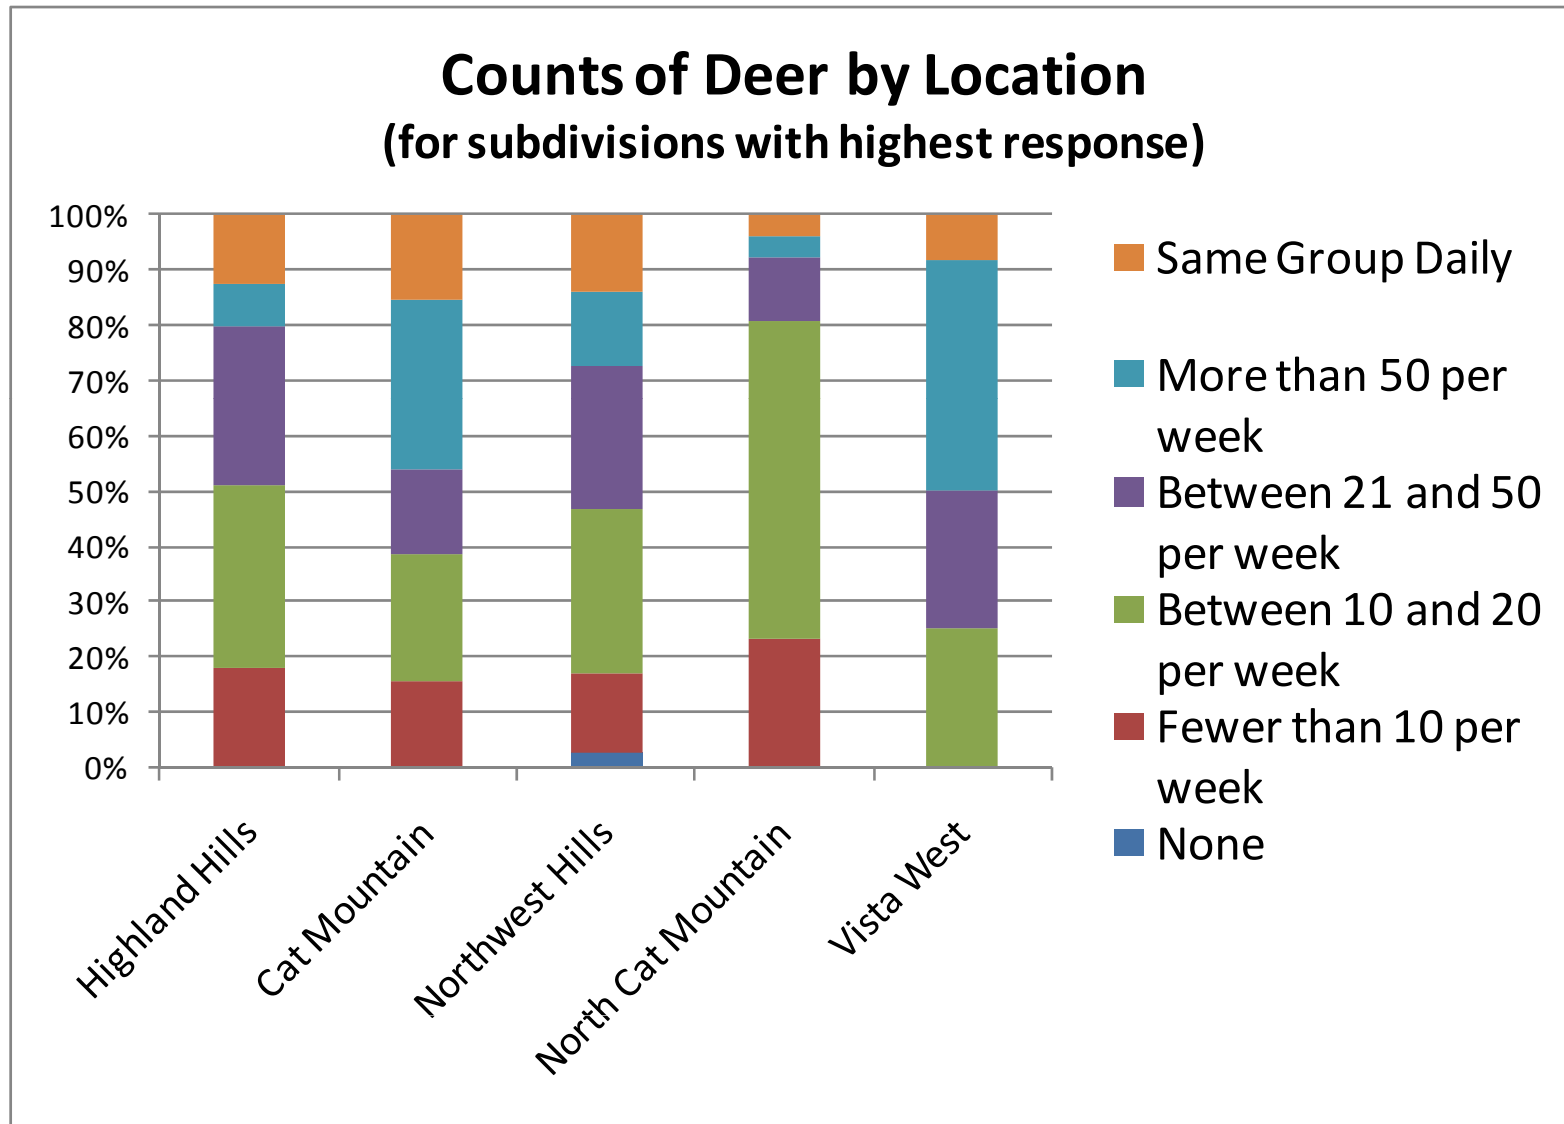 Counts of Deer by Location
(for subdivisions with highest response)
100%
90%
80%
70%
60%
50%
40%
30%
20%
10%
0%
Highland Hills
Cat Mountain
Northwest Hills
North Cat Mountain
Vista West
Same Group Daily
More than 50 per
week
Between 21 and 50
per week
Between 10 and 20
per week
Fewer than 10 per
week
None